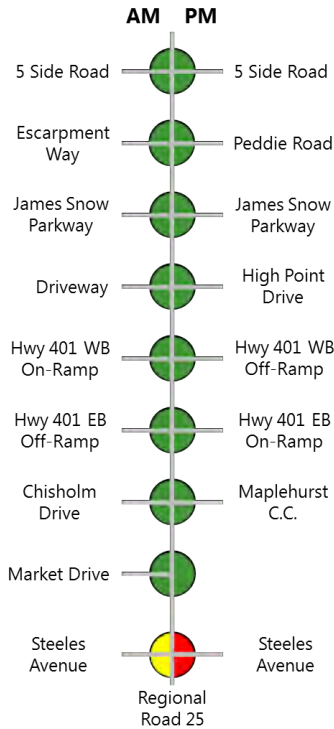 AM PM
5 Side Road
5 Side Road
Escarpment
Way
Peddie Road
James Snow
Parkway
James Snow
Parkway
Driveway
High Point
Drive
Hwy 401 WB
On-Ramp
Hwy 401 WB
Off-Ramp
Hwy 401 EB
Off-Ramp
Hwy 401 EB
On-Ramp
Chisholm
Drive
Maplehurst
C.C.
Market Drive
Steeles
Avenue
Steeles
Avenue
Regional
Road 25